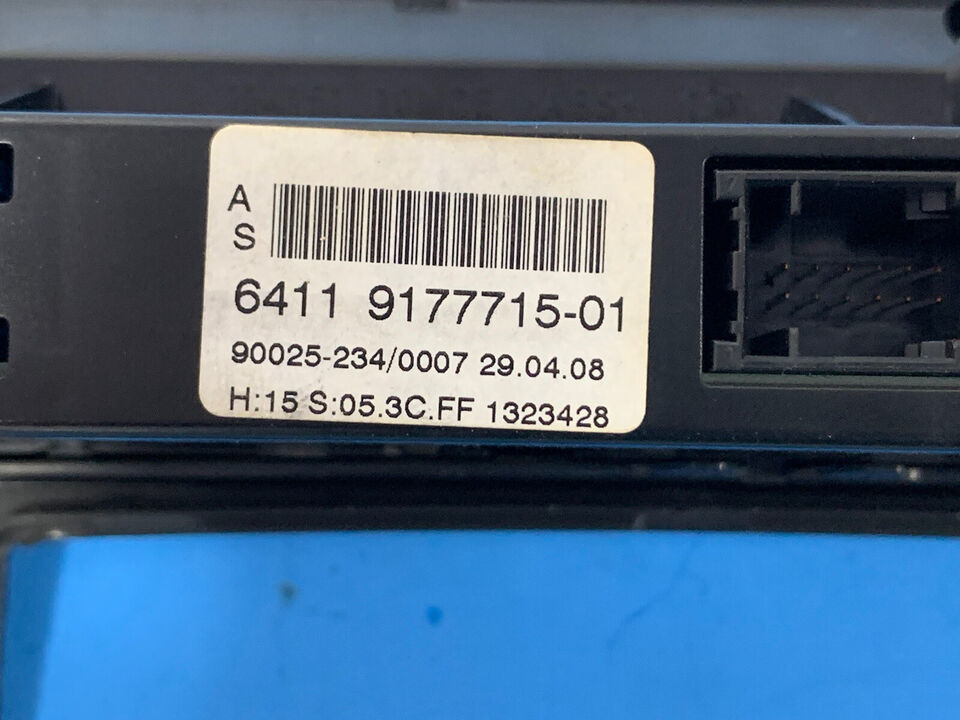 A
S
6411 9177715-01
90025-234/0007 29.04.08
H:15 S:05.3C.FF 1323428